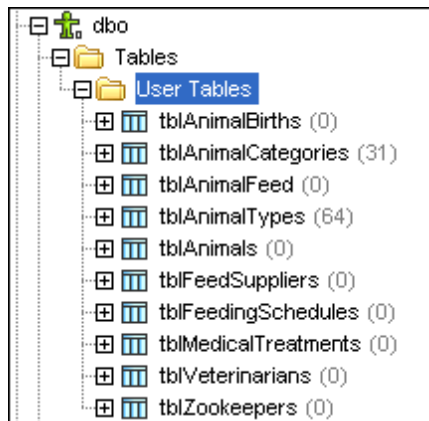 dbo
Tables
User Tables
tblAnimalBirths (0)
tblAnimalCategories (31)
tblAnimalFeed (0)
tblAnimalTypes (64)
tblAnimals (0)
tblFeedSuppliers (0)
tblFeedingSchedules (0)
tblMedicalTreatments (0)
tblVeterinarians (0)
tblZookeepers (0)